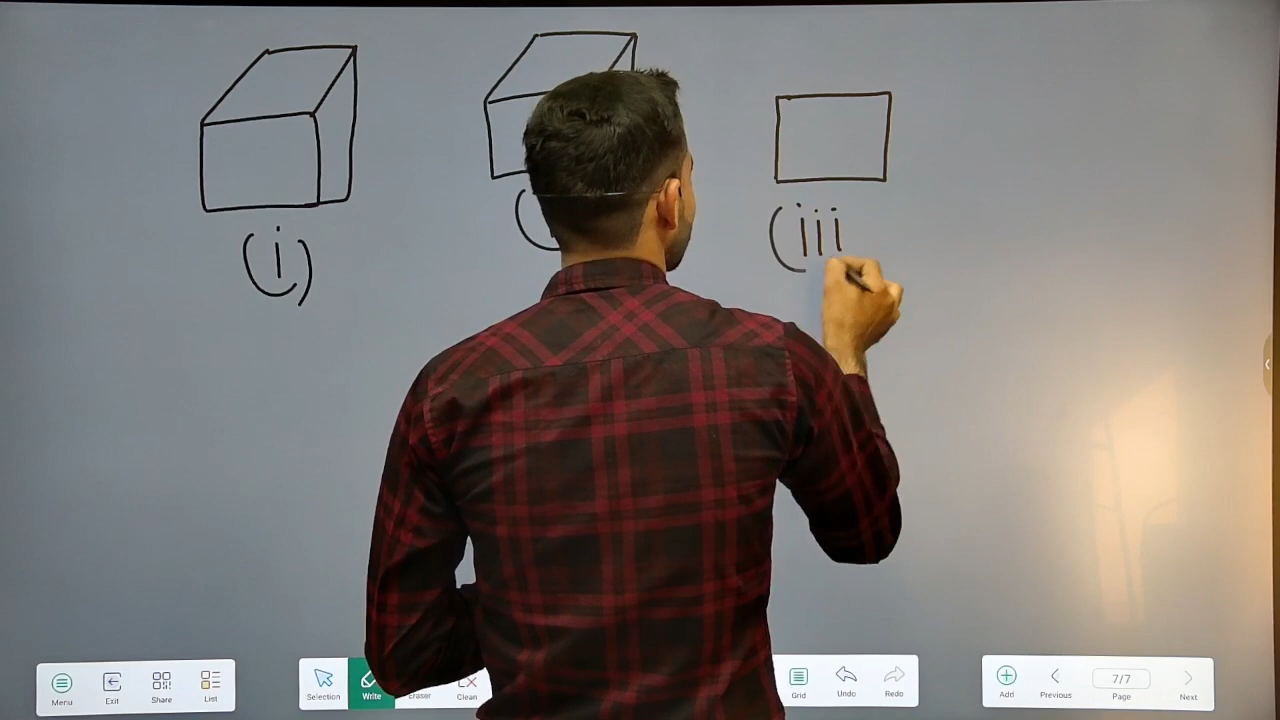 (i)
(
(iii
Menu
Exit
Share
List
Selection
Write
Eraser
Clean
Grid
Undo
Redo
Add
Previous
7/7
Page
Next